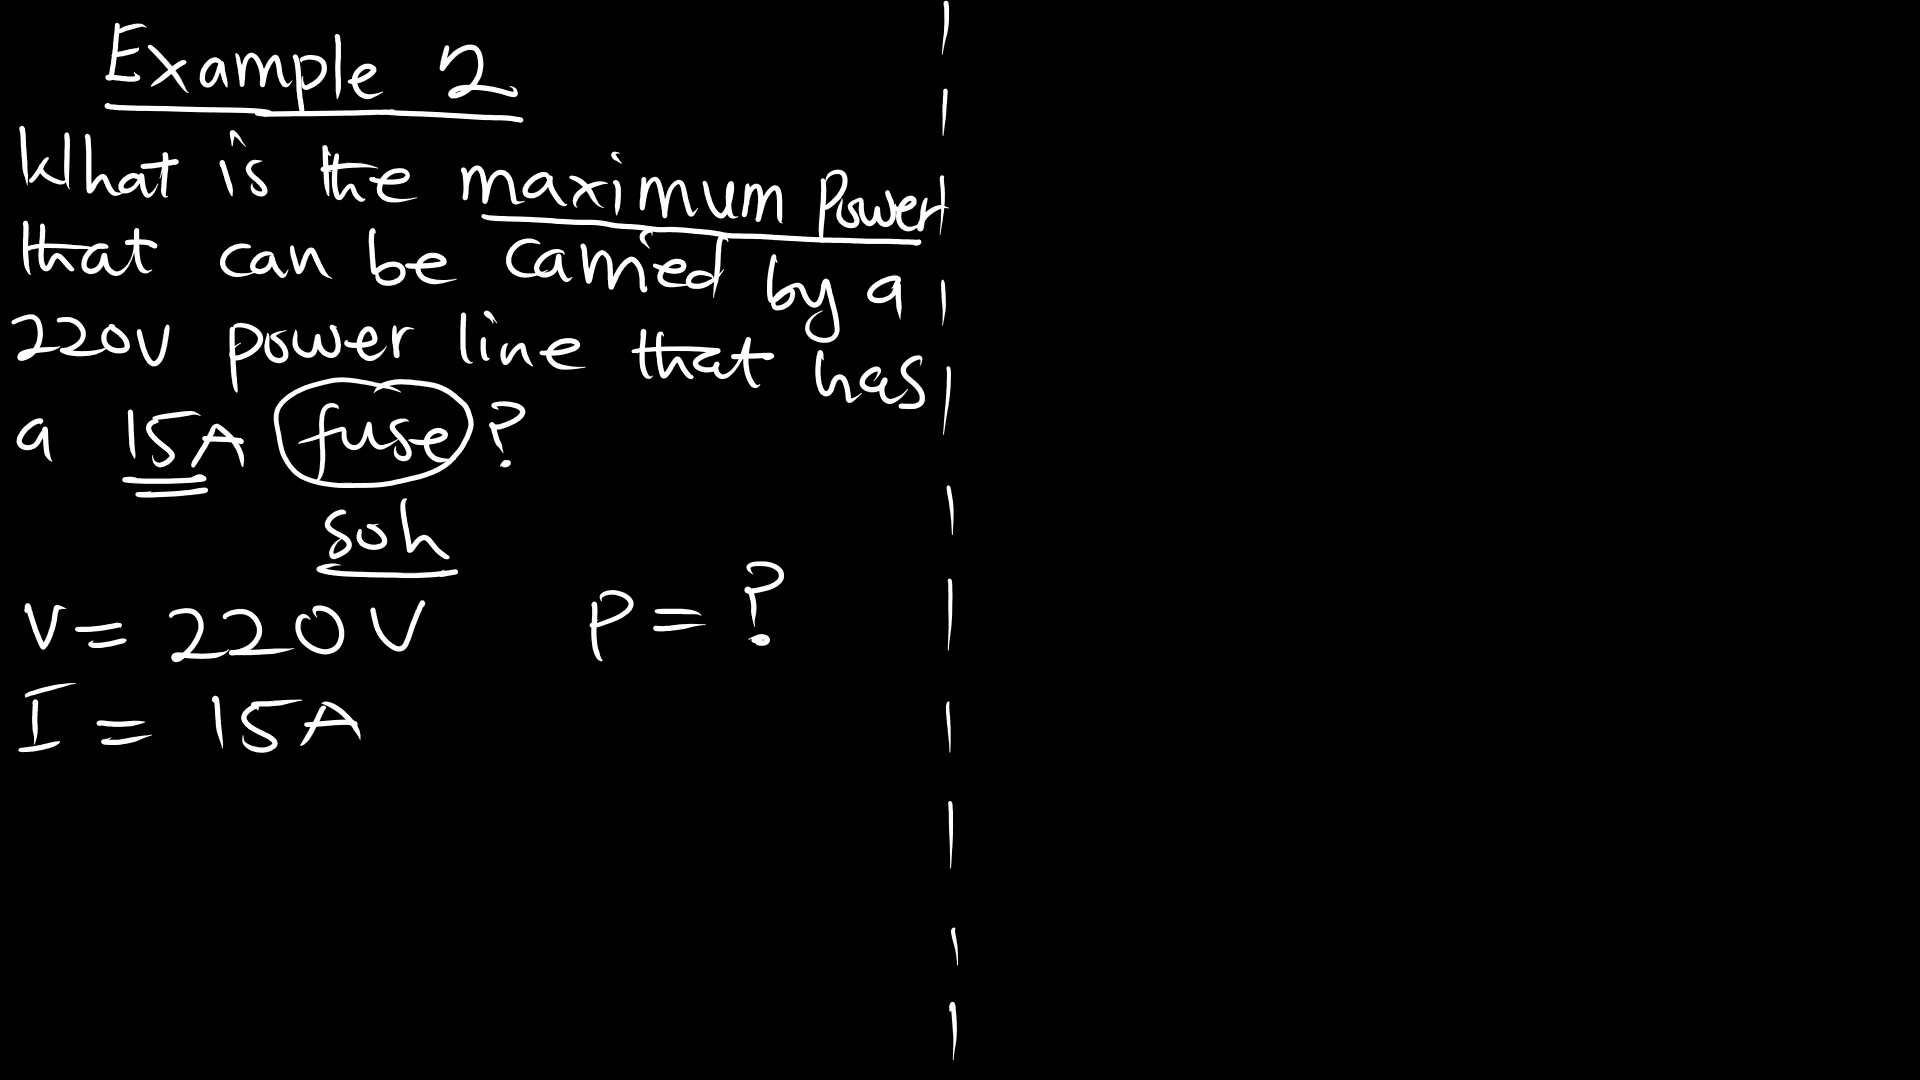 Example 2
What is the maximum power
that can be carried by a
220V power line that has
a 15A fuse?
soln
V = 220V P = ?
I = 15A